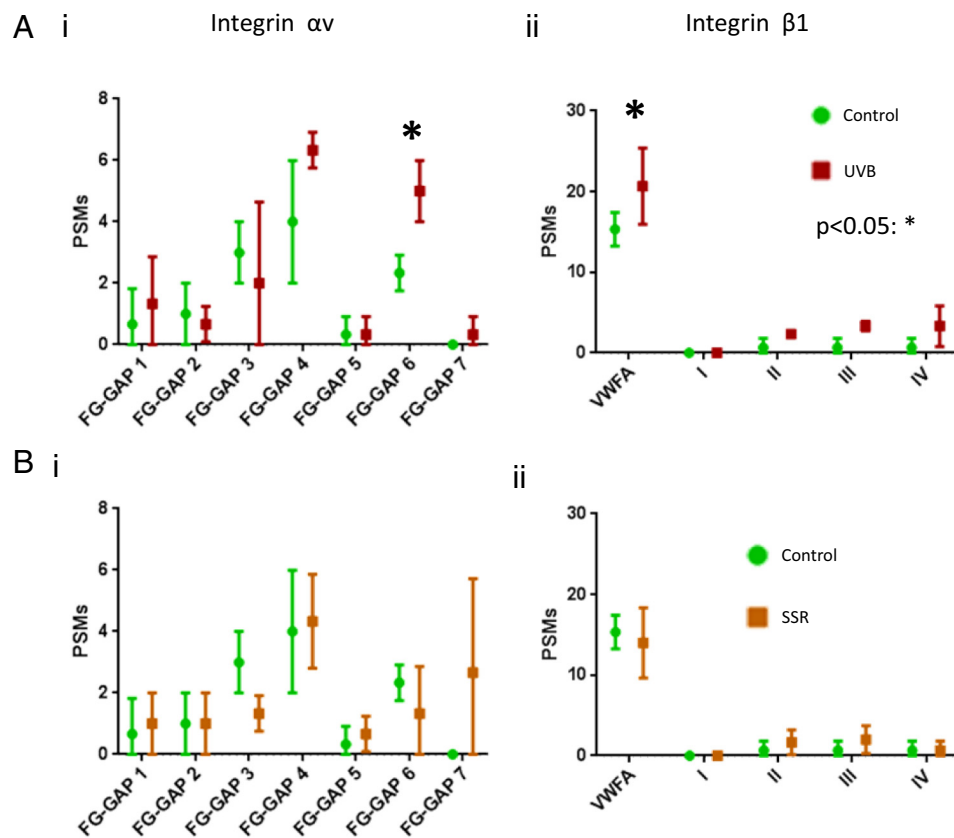 A i Integrin αv ii Integrin β1
8
6
4
2
0
PSMs
*
FG-GAP 1
FG-GAP 2
FG-GAP 3
FG-GAP 4
FG-GAP 5
FG-GAP 6
FG-GAP 7
30
20
10
0
PSMs
*
Control
UVB
p<0.05: *
VWFA
I
II
III
IV
B i ii
8
6
4
2
0
PSMs
FG-GAP 1
FG-GAP 2
FG-GAP 3
FG-GAP 4
FG-GAP 5
FG-GAP 6
FG-GAP 7
30
20
10
0
PSMs
Control
SSR
VWFA
I
II
III
IV